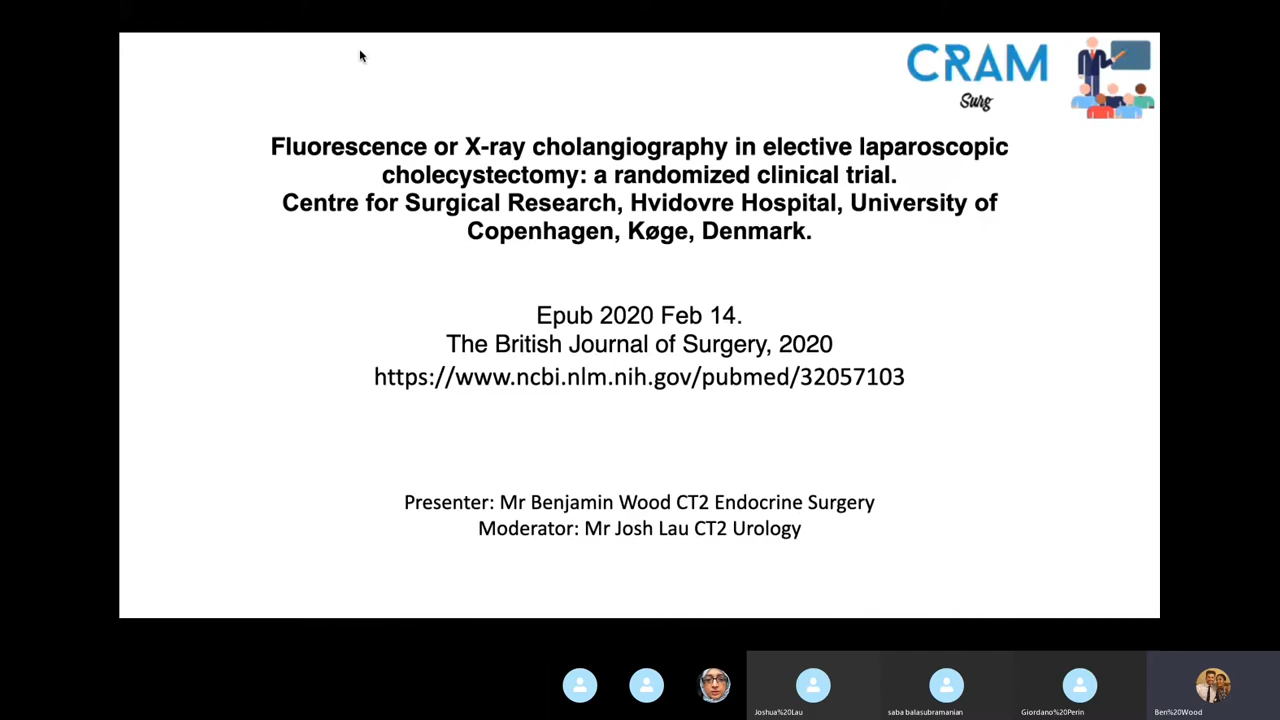 CRAM
Surg
Fluorescence or X-ray cholangiography in elective laparoscopic
cholecystectomy: a randomized clinical trial.
Centre for Surgical Research, Hvidovre Hospital, University of
Copenhagen, Køge, Denmark.
Epub 2020 Feb 14.
The British Journal of Surgery, 2020
https://www.ncbi.nlm.nih.gov/pubmed/32057103
Presenter: Mr Benjamin Wood CT2 Endocrine Surgery
Moderator: Mr Josh Lau CT2 Urology
Joshua%20Lau
saba balasubramanian
Giordano%20Perin
Ben%20Wood